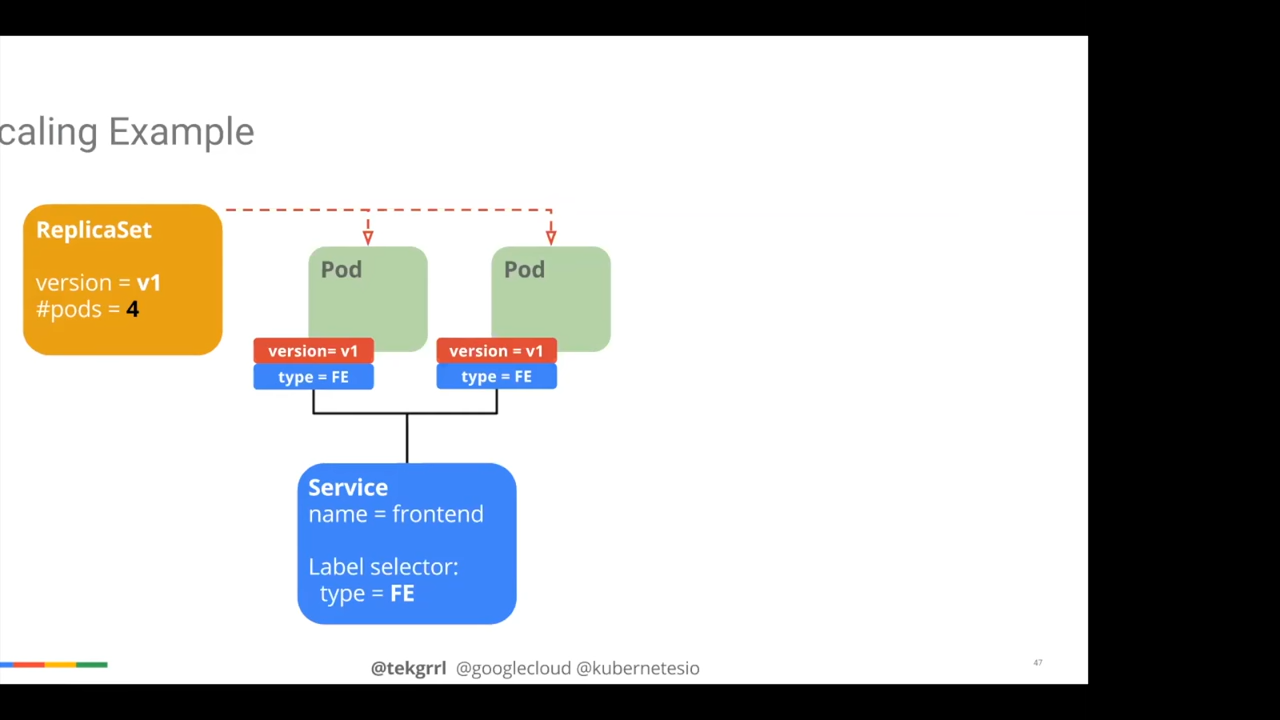 caling Example
ReplicaSet
version = v1
#pods = 4
Pod
Pod
version= v1
version = v1
type = FE
type = FE
Service
name = frontend
Label selector:
type = FE
@tekgrrl @googlecloud @kubernetesio
47